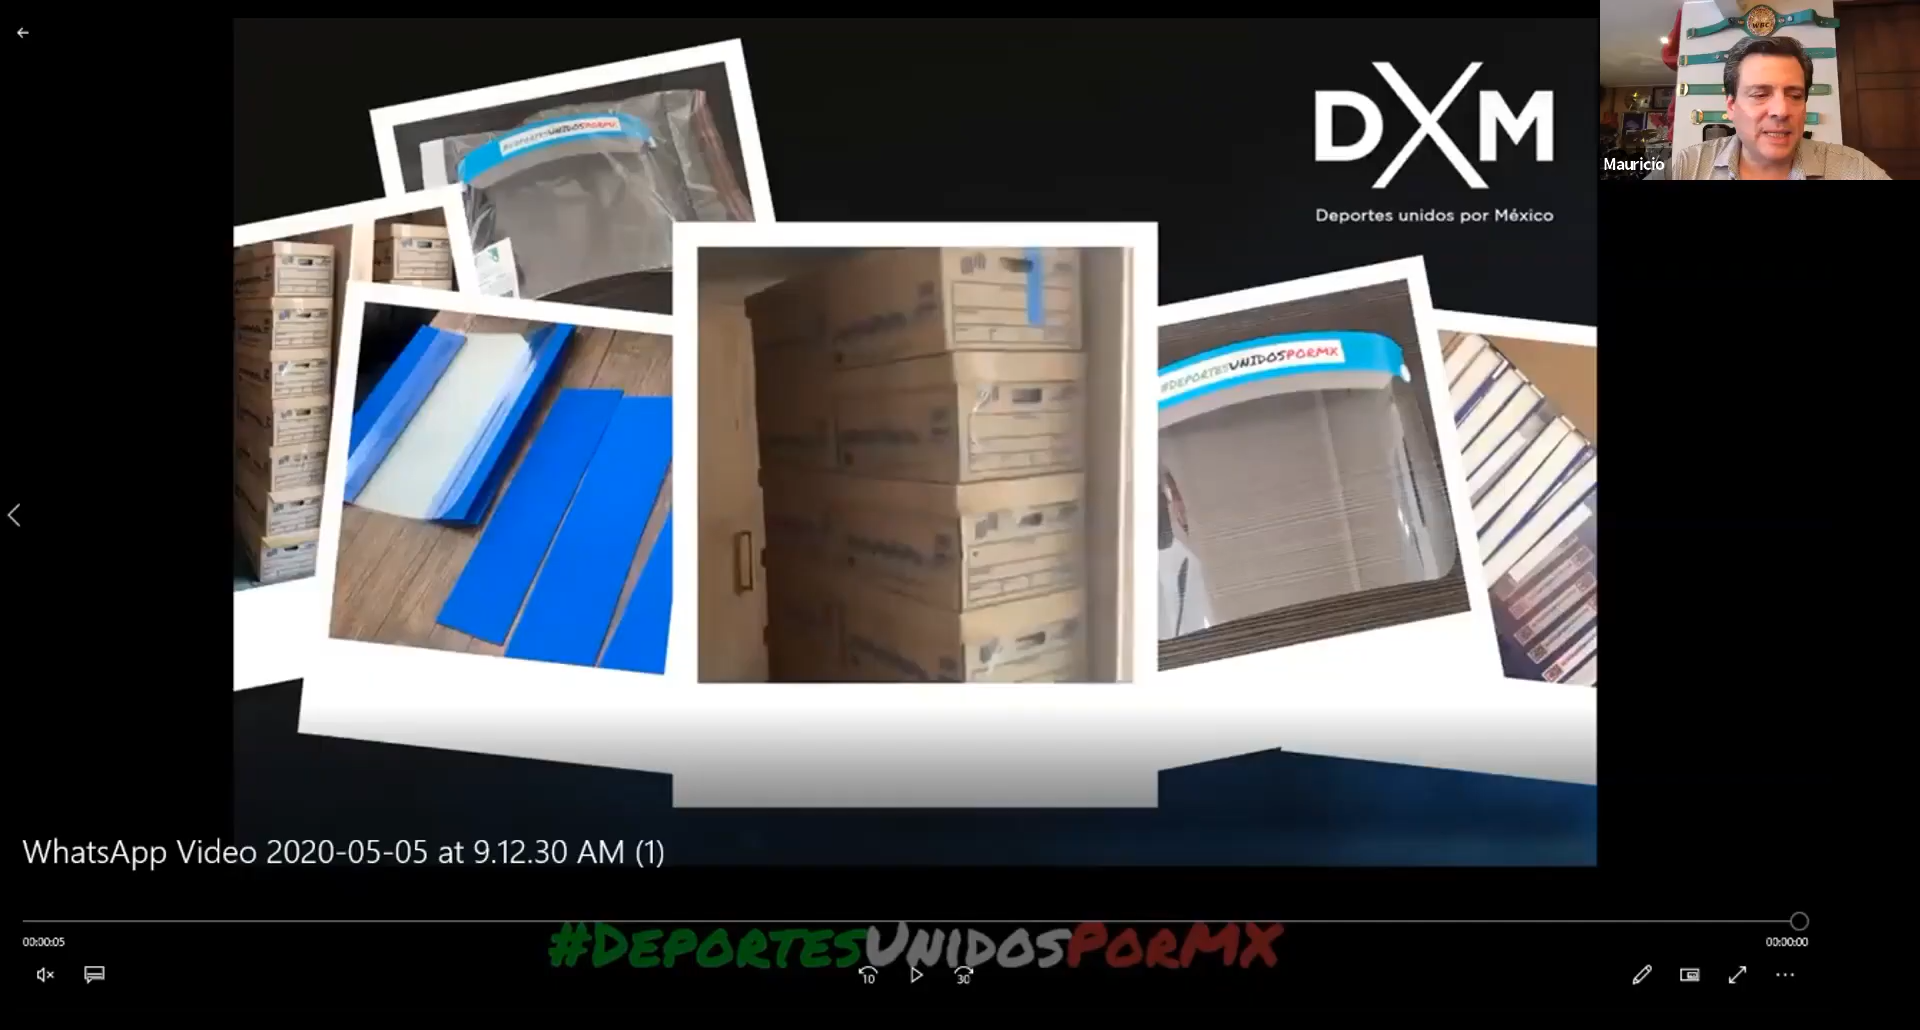 DXM
Deportes unidos por México
WBC
Mauricio
#DEPORTESUNIDOSPORMX
#DEPORTESUNIDOSPORMX
WhatsApp Video 2020-05-05 at 9.12.30 AM (1)
#DEPORTESUNIDOSPORMX
00:00:05
00:00:00
10
30